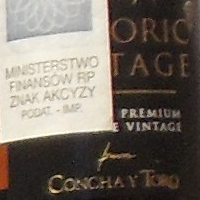 MINISTERSTWO
FINANSÓW RP
ZNAK AKCYZY
PODAT. - IMP.
ORIC
TAGE
PREMIUM
E VINTAGE
CONCHA Y TORO